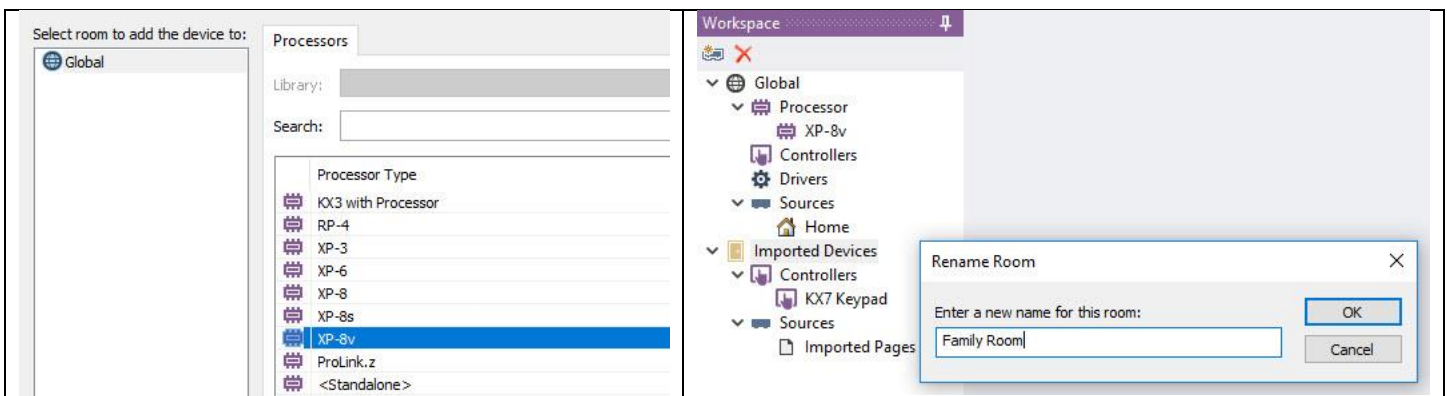 Select room to add the device to:
Global
Processors
Library:
Search:
Processor Type
KX3 with Processor
RP-4
XP-3
XP-6
XP-8
XP-8s
XP-8v
ProLink.z
<Standalone>
Workspace
Global
Processor
XP-8v
Controllers
Drivers
Sources
Home
Imported Devices
Controllers
KX7 Keypad
Sources
Imported Pages
Rename Room
Enter a new name for this room:
Family Room
OK
Cancel